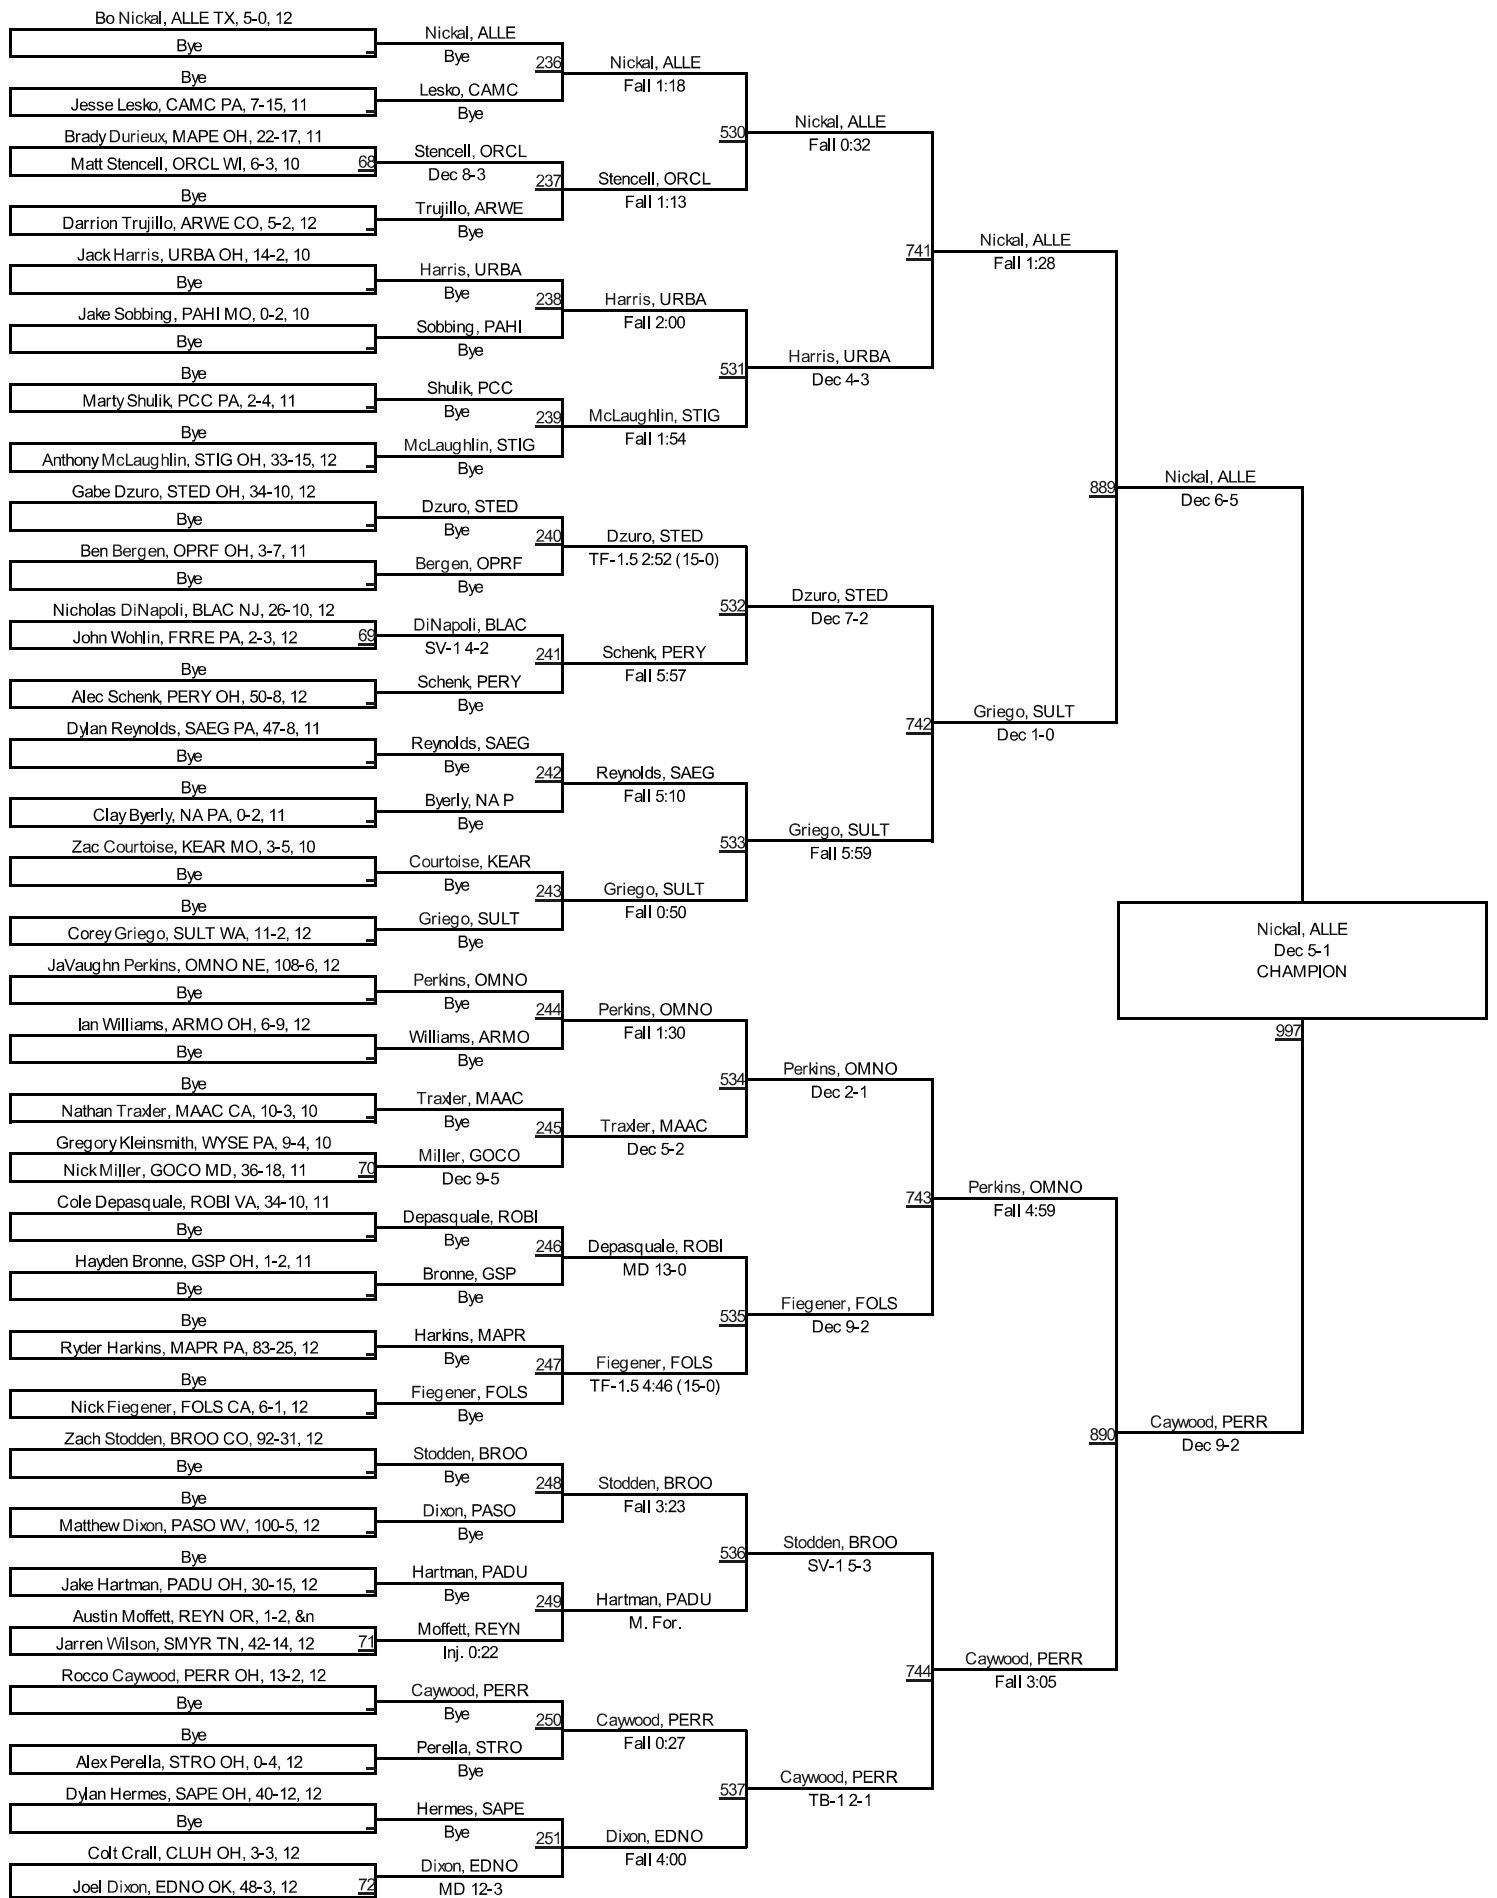 Bo Nickal, ALLE TX, 5-0, 12
Bye
Bye
Jesse Lesko, CAMC PA, 7-15, 11
Brady Durieux, MAPE OH, 22-17, 11
Matt Stencell, ORCL WI, 6-3, 10
68
Bye
Darrion Trujillo, ARWE CO, 5-2, 12
Jack Harris, URBA OH, 14-2, 10
Bye
Jake Sobbing, PAHI MO, 0-2, 10
Bye
Bye
Marty Shulik, PCC PA, 2-4, 11
Bye
Anthony McLaughlin, STIG OH, 33-15, 12
Gabe Dzuro, STED OH, 34-10, 12
Bye
Ben Bergen, OPRF OH, 3-7, 11
Bye
Nicholas DiNapoli, BLAC NJ, 26-10, 12
John Wohlin, FRRE PA, 2-3, 12
69
Bye
Alec Schenk, PERY OH, 50-8, 12
Dylan Reynolds, SAEG PA, 47-8, 11
Bye
Bye
Clay Byerly, NA PA, 0-2, 11
Zac Courtoise, KEAR MO, 3-5, 10
Bye
Bye
Corey Griego, SULT WA, 11-2, 12
JaVaughn Perkins, OMNO NE, 108-6, 12
Bye
Ian Williams, ARMO OH, 6-9, 12
Bye
Bye
Nathan Traxler, MAAC CA, 10-3, 10
Gregory Kleinsmith, WYSE PA, 9-4, 10
Nick Miller, GOCO MD, 36-18, 11
70
Cole Depasquale, ROBI VA, 34-10, 11
Bye
Hayden Bronne, GSP OH, 1-2, 11
Bye
Bye
Ryder Harkins, MAPR PA, 83-25, 12
Bye
Nick Fiegener, FOLS CA, 6-1, 12
Zach Stodden, BROO CO, 92-31, 12
Bye
Bye
Matthew Dixon, PASO WV, 100-5, 12
Bye
Jake Hartman, PADU OH, 30-15, 12
Austin Moffett, REYN OR, 1-2, &n
Jarren Wilson, SMYR TN, 42-14, 12
71
Rocco Caywood, PERR OH, 13-2, 12
Bye
Bye
Alex Perella, STRO OH, 0-4, 12
Dylan Hermes, SAPE OH, 40-12, 12
Bye
Colt Crall, CLUH OH, 3-3, 12
Joel Dixon, EDNO OK, 48-3, 12
72
Nickal, ALLE
Bye
236
Lesko, CAMC
Bye
Stencell, ORCL
Dec 8-3
237
Trujillo, ARWE
Bye
Harris, URBA
Bye
238
Sobbing, PAHI
Bye
Shulik, PCC
Bye
239
McLaughlin, STIG
Bye
Dzuro, STED
Bye
240
Bergen, OPRF
Bye
DiNapoli, BLAC
SV-1 4-2
241
Schenk, PERY
Bye
Reynolds, SAEG
Bye
242
Byerly, NA P
Bye
Courtoise, KEAR
Bye
243
Griego, SULT
Bye
Perkins, OMNO
Bye
244
Williams, ARMO
Bye
Traxler, MAAC
Bye
245
Miller, GOCO
Dec 9-5
Depasquale, ROBI
Bye
246
Bronne, GSP
Bye
Harkins, MAPR
Bye
247
Fiegener, FOLS
Bye
Stodden, BROO
Bye
248
Dixon, PASO
Bye
Hartman, PADU
Bye
249
Moffett, REYN
Inj. 0:22
Caywood, PERR
Bye
250
Perella, STRO
Bye
Hermes, SAPE
Bye
251
Dixon, EDNO
MD 12-3
Nickal, ALLE
Fall 1:18
530
Stencell, ORCL
Fall 1:13
Harris, URBA
Fall 2:00
531
McLaughlin, STIG
Fall 1:54
Dzuro, STED
TF-1.5 2:52 (15-0)
532
Schenk, PERY
Fall 5:57
Reynolds, SAEG
Fall 5:10
533
Griego, SULT
Fall 0:50
Perkins, OMNO
Fall 1:30
534
Traxler, MAAC
Dec 5-2
Depasquale, ROBI
MD 13-0
535
Fiegener, FOLS
TF-1.5 4:46 (15-0)
Stodden, BROO
Fall 3:23
536
Hartman, PADU
M. For.
Caywood, PERR
Fall 0:27
537
Dixon, EDNO
Fall 4:00
Nickal, ALLE
Fall 0:32
741
Harris, URBA
Dec 4-3
Dzuro, STED
Dec 7-2
742
Griego, SULT
Fall 5:59
Perkins, OMNO
Dec 2-1
743
Fiegener, FOLS
Dec 9-2
Stodden, BROO
SV-1 5-3
744
Caywood, PERR
TB-1 2-1
Nickal, ALLE
Fall 1:28
889
Griego, SULT
Dec 1-0
Perkins, OMNO
Fall 4:59
890
Caywood, PERR
Fall 3:05
Nickal, ALLE
Dec 6-5
Caywood, PERR
Dec 9-2
Nickal, ALLE
Dec 5-1
CHAMPION
997